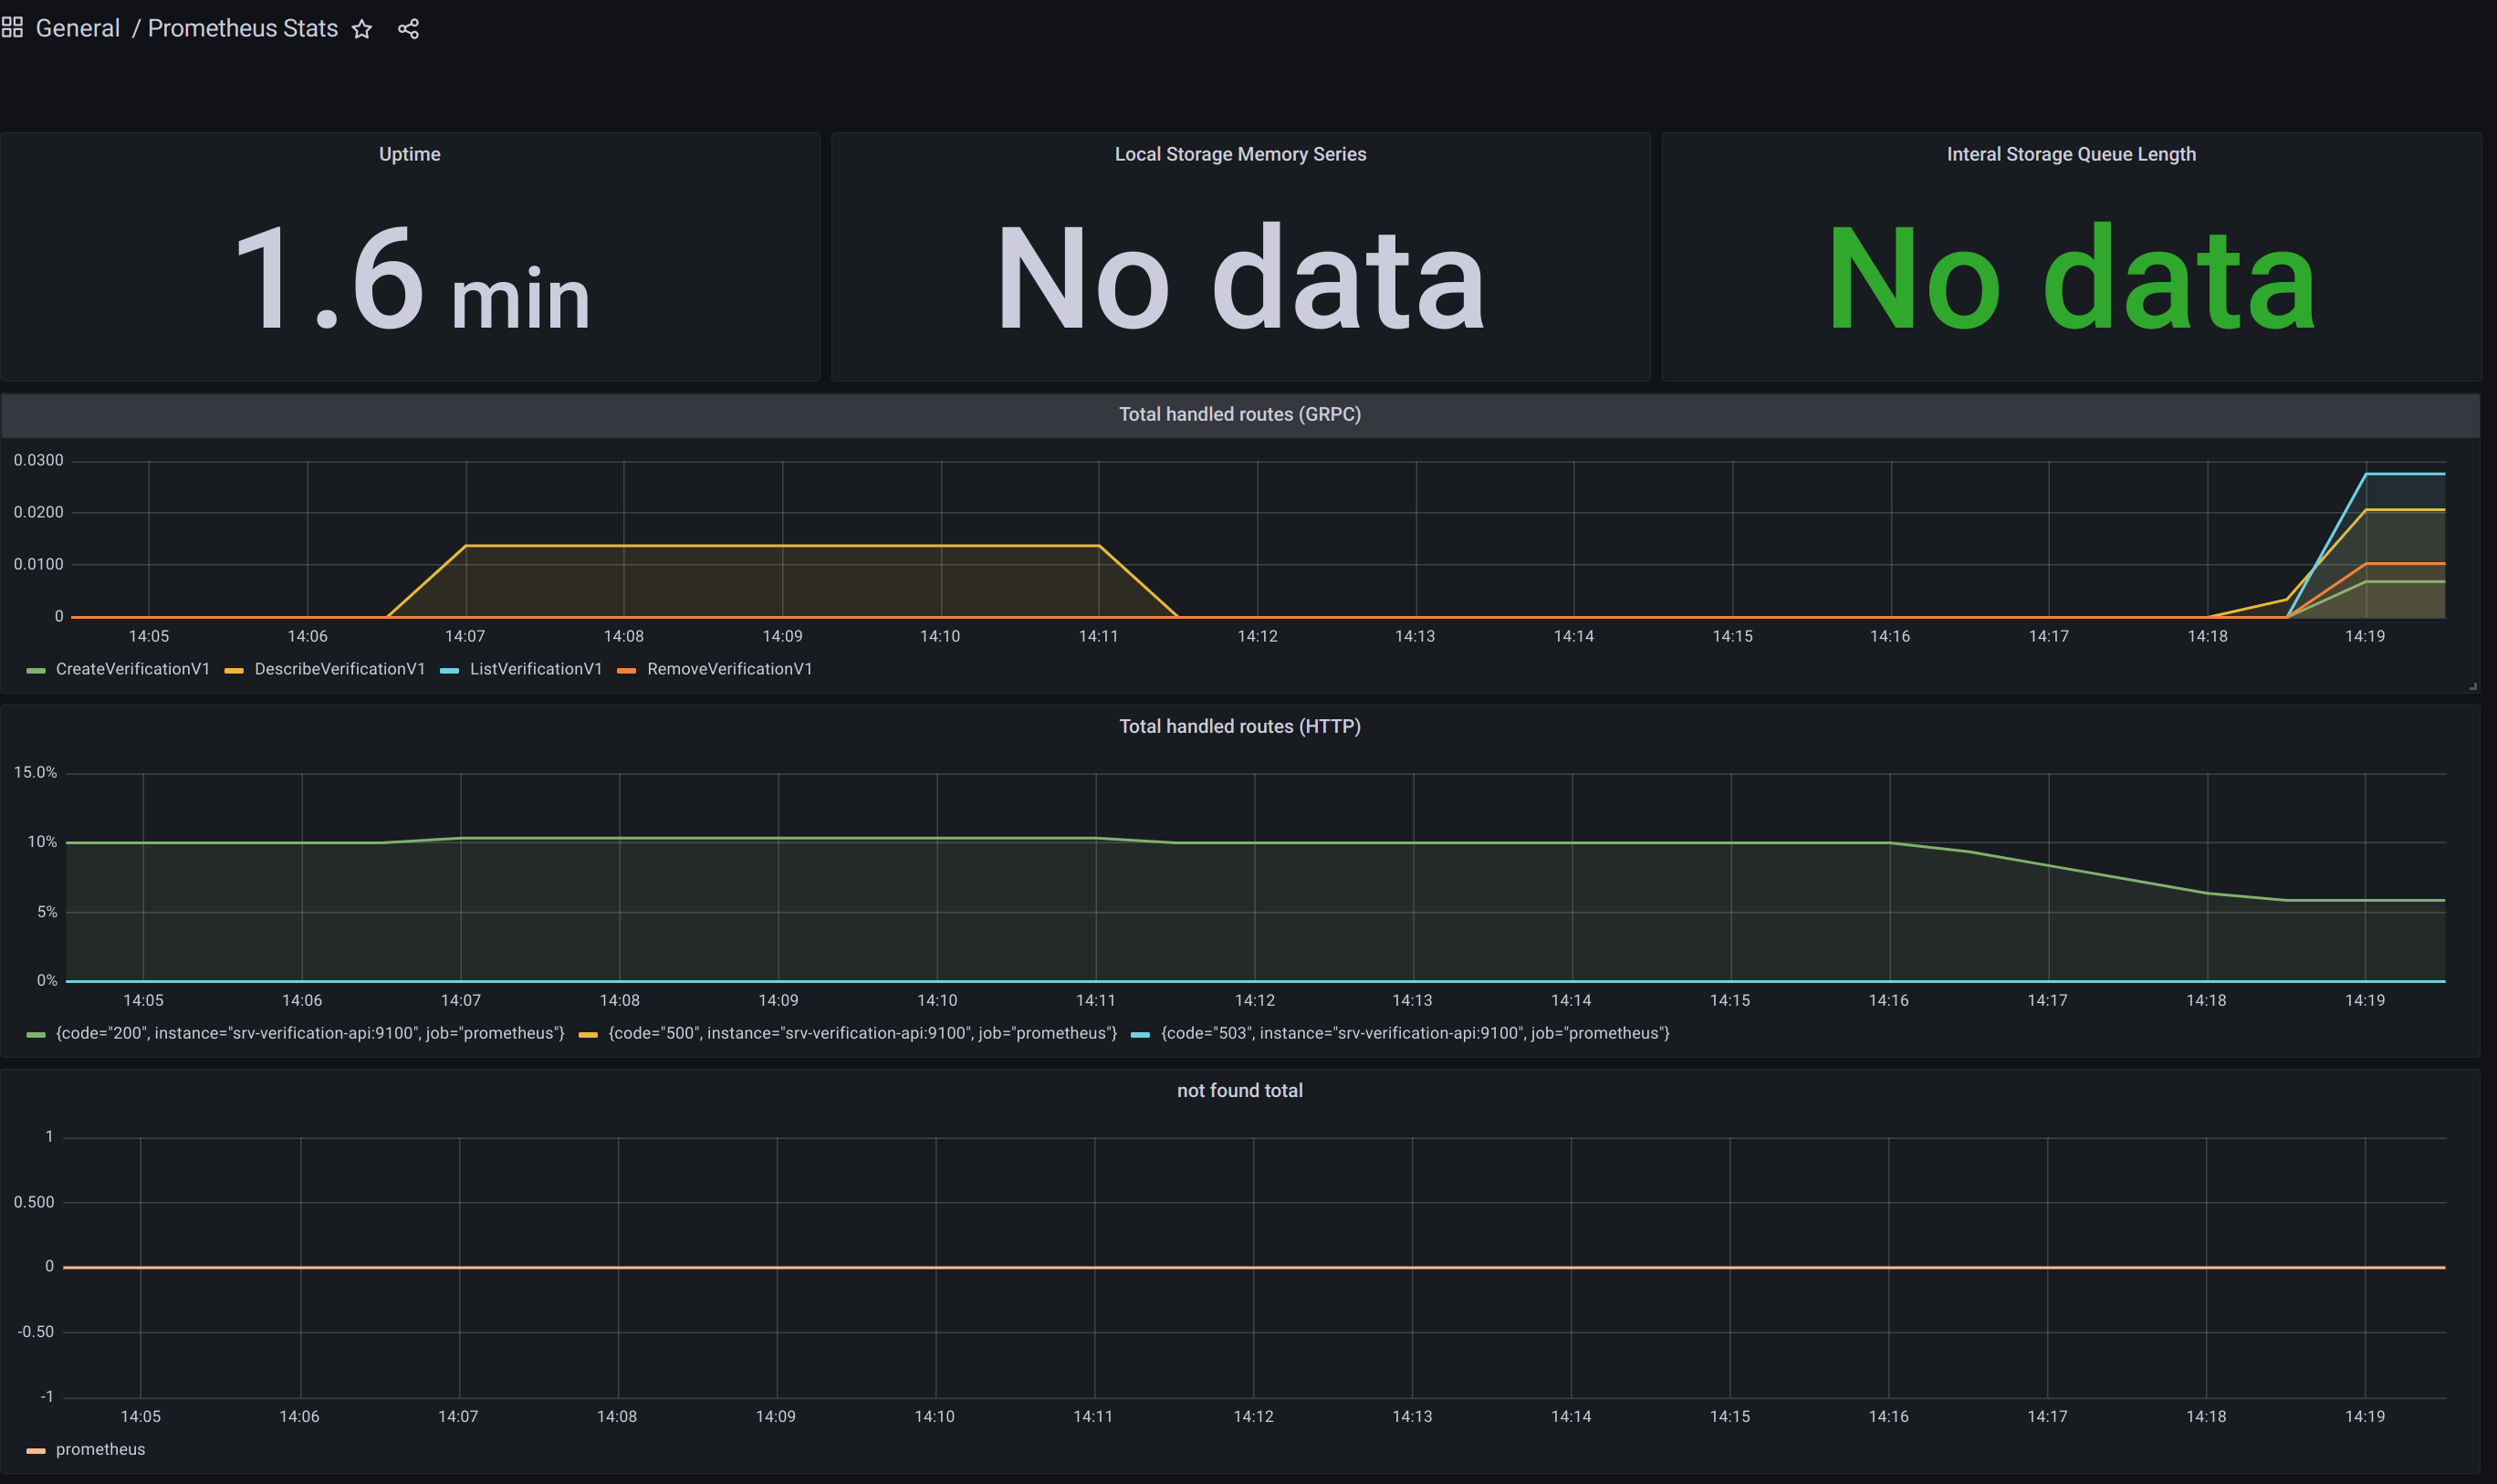 General / Prometheus Stats
Uptime
1.6 min
Local Storage Memory Series
No data
Interal Storage Queue Length
No data
Total handled routes (GRPC)
0.0300
0.0200
0.0100
0
14:05 14:06 14:07 14:08 14:09 14:10 14:11 14:12 14:13 14:14 14:15 14:16 14:17 14:18 14:19
CreateVerificationV1 DescribeVerificationV1 ListVerificationV1 RemoveVerificationV1
Total handled routes (HTTP)
15.0%
10%
5%
0%
14:05 14:06 14:07 14:08 14:09 14:10 14:11 14:12 14:13 14:14 14:15 14:16 14:17 14:18 14:19
{code="200", instance="srv-verification-api:9100", job="prometheus"} {code="500", instance="srv-verification-api:9100", job="prometheus"} {code="503", instance="srv-verification-api:9100", job="prometheus"}
not found total
1
0.500
0
-0.50
-1
14:05 14:06 14:07 14:08 14:09 14:10 14:11 14:12 14:13 14:14 14:15 14:16 14:17 14:18 14:19
prometheus